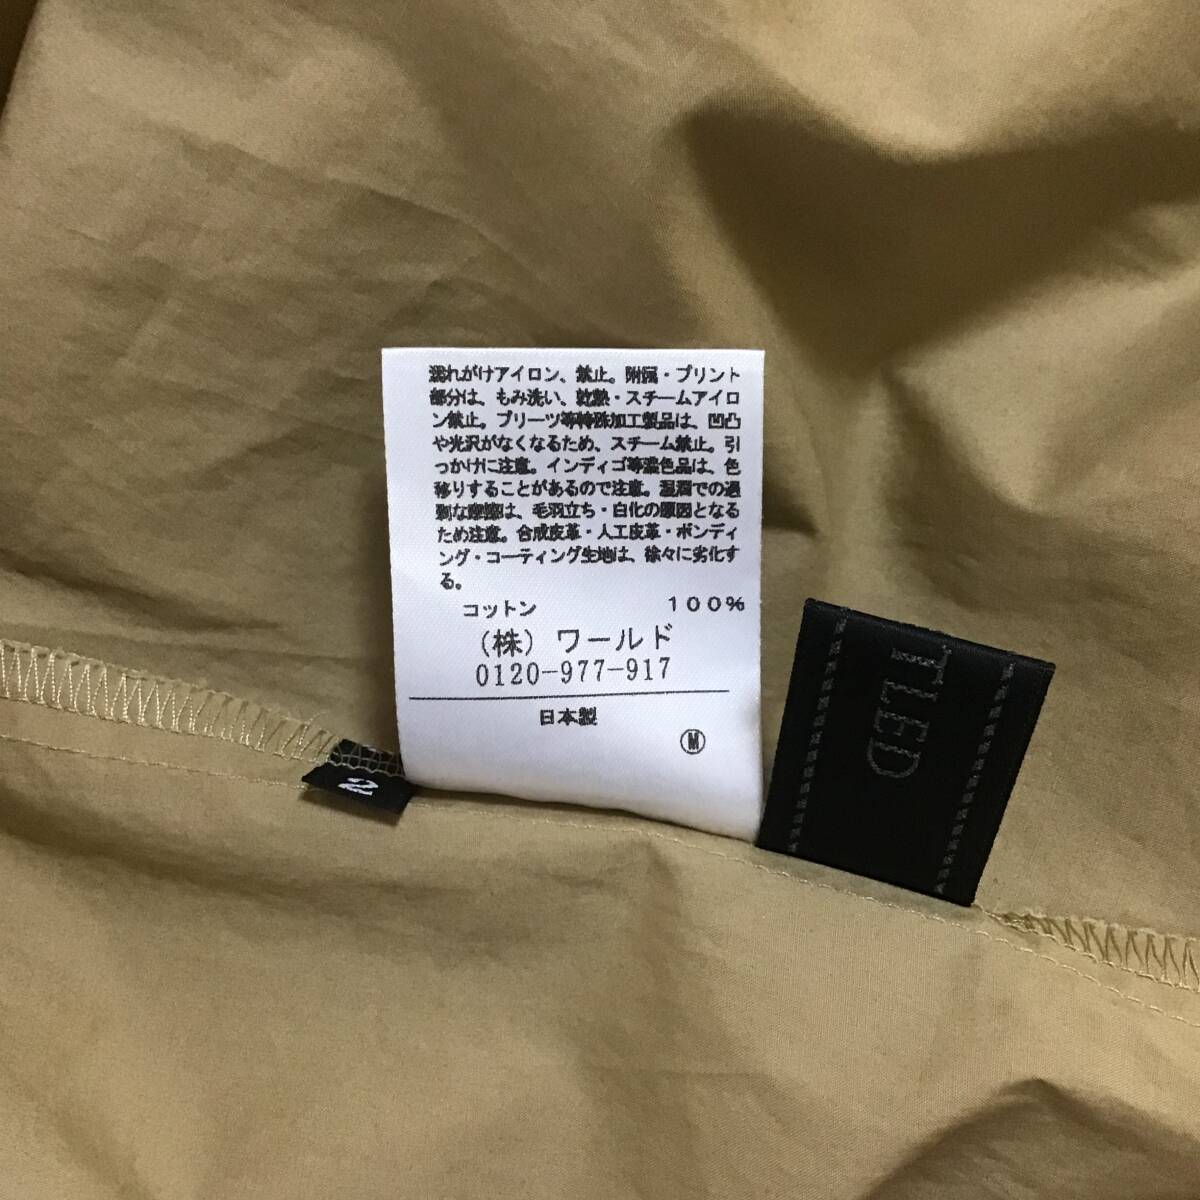 濡れがけアイロン、禁止。附属・プリント
部分は、もみ洗い、乾熱・スチームアイロ
ン禁止。プリーツ等特殊加工製品は、凹凸
や光沢がなくなるため、スチーム禁止。引
っかけに注意。インディゴ等濃色品は、色
移りすることがあるので注意。湿潤での過
剰な摩擦は、毛羽立ち・白化の原因となる
ため注意。合成皮革・人工皮革・ボンディ
ング・コーティング生地は、徐々に劣化す
る。
コットン 100%
(株) ワールド
0120-977-917
日本製
M
2
TLED